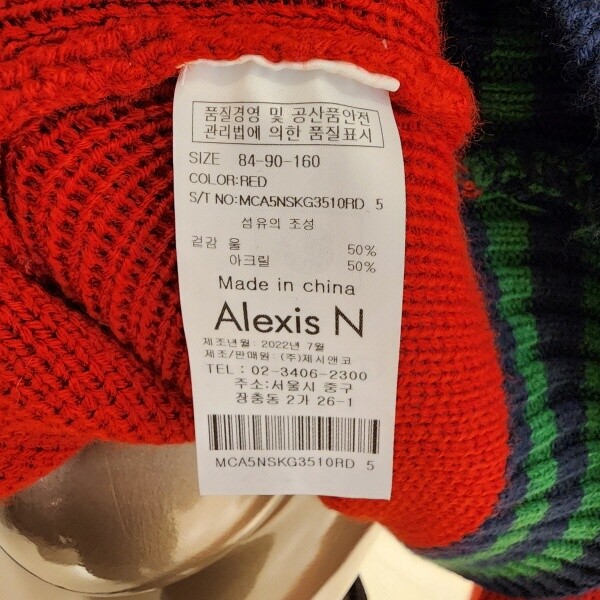 품질경영 및 공산품안전
관리법에 의한 품질표시
SIZE 84-90-160
COLOR:RED
S/T NO:MCA5NSKG3510RD 5
섬유의 조성
겉감 울 50%
아크릴 50%
Made in china
Alexis N
제조년월 : 2022년 7월
제조/판매원 : (주)제시앤코
TEL : 02-3406-2300
주소:서울시 중구
장충동 2가 26-1
MCA5NSKG3510RD 5